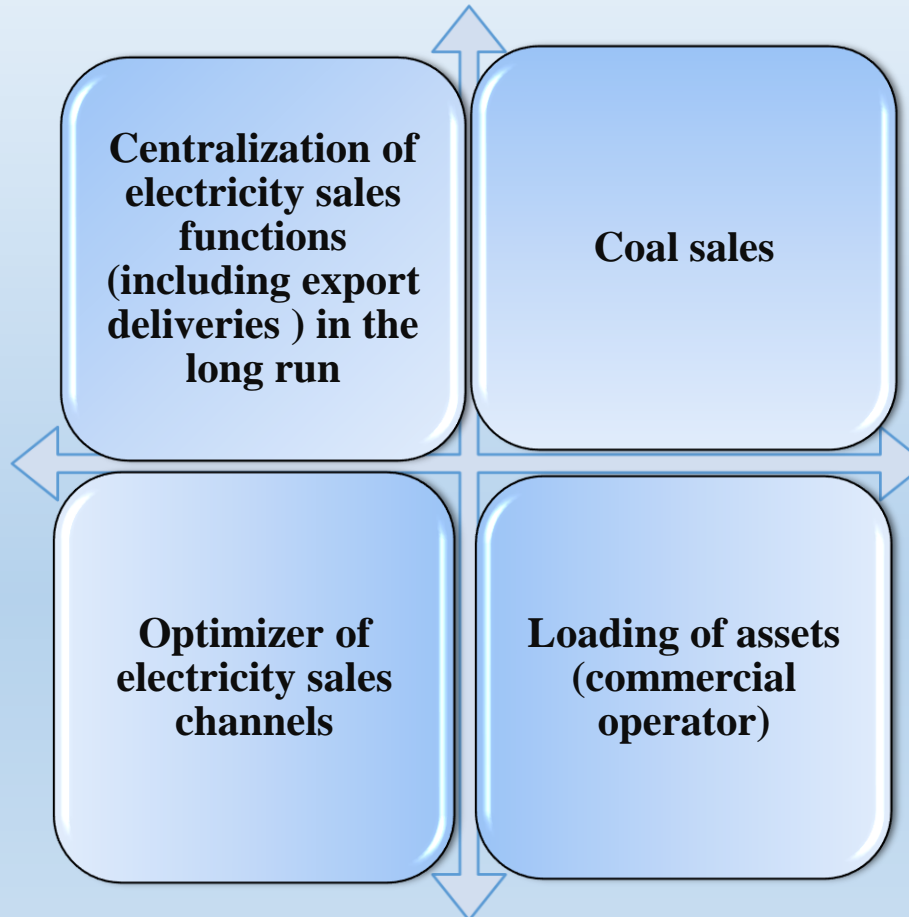 Centralization of
electricity sales
functions
(including export
deliveries ) in the
long run
Coal sales
Optimizer of
electricity sales
channels
Loading of assets
(commercial
operator)